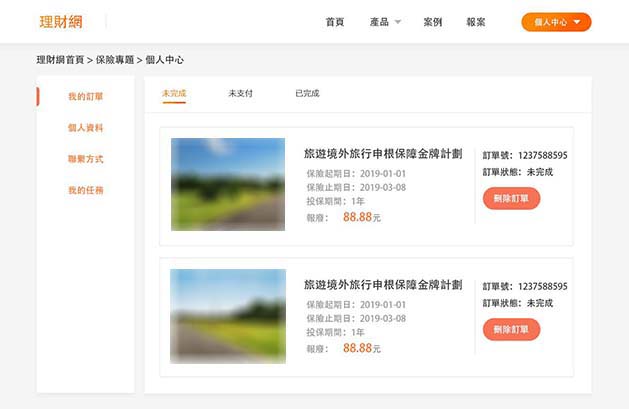 理財網
首頁 產品 案例 報案 個人中心
理財網首頁 > 保險專題 > 個人中心
我的訂單
個人資料
聯繫方式
我的任務
未完成 未支付 已完成
旅遊境外旅行申根保障金牌計劃
保險起期日：2019-01-01
保險止期日：2019-03-08
投保期間：1年
報廢： 88.88元
訂單號：1237588595
訂單狀態：未完成
刪除訂單
旅遊境外旅行申根保障金牌計劃
保險起期日：2019-01-01
保險止期日：2019-03-08
投保期間：1年
報廢： 88.88元
訂單號：1237588595
訂單狀態：未完成
刪除訂單